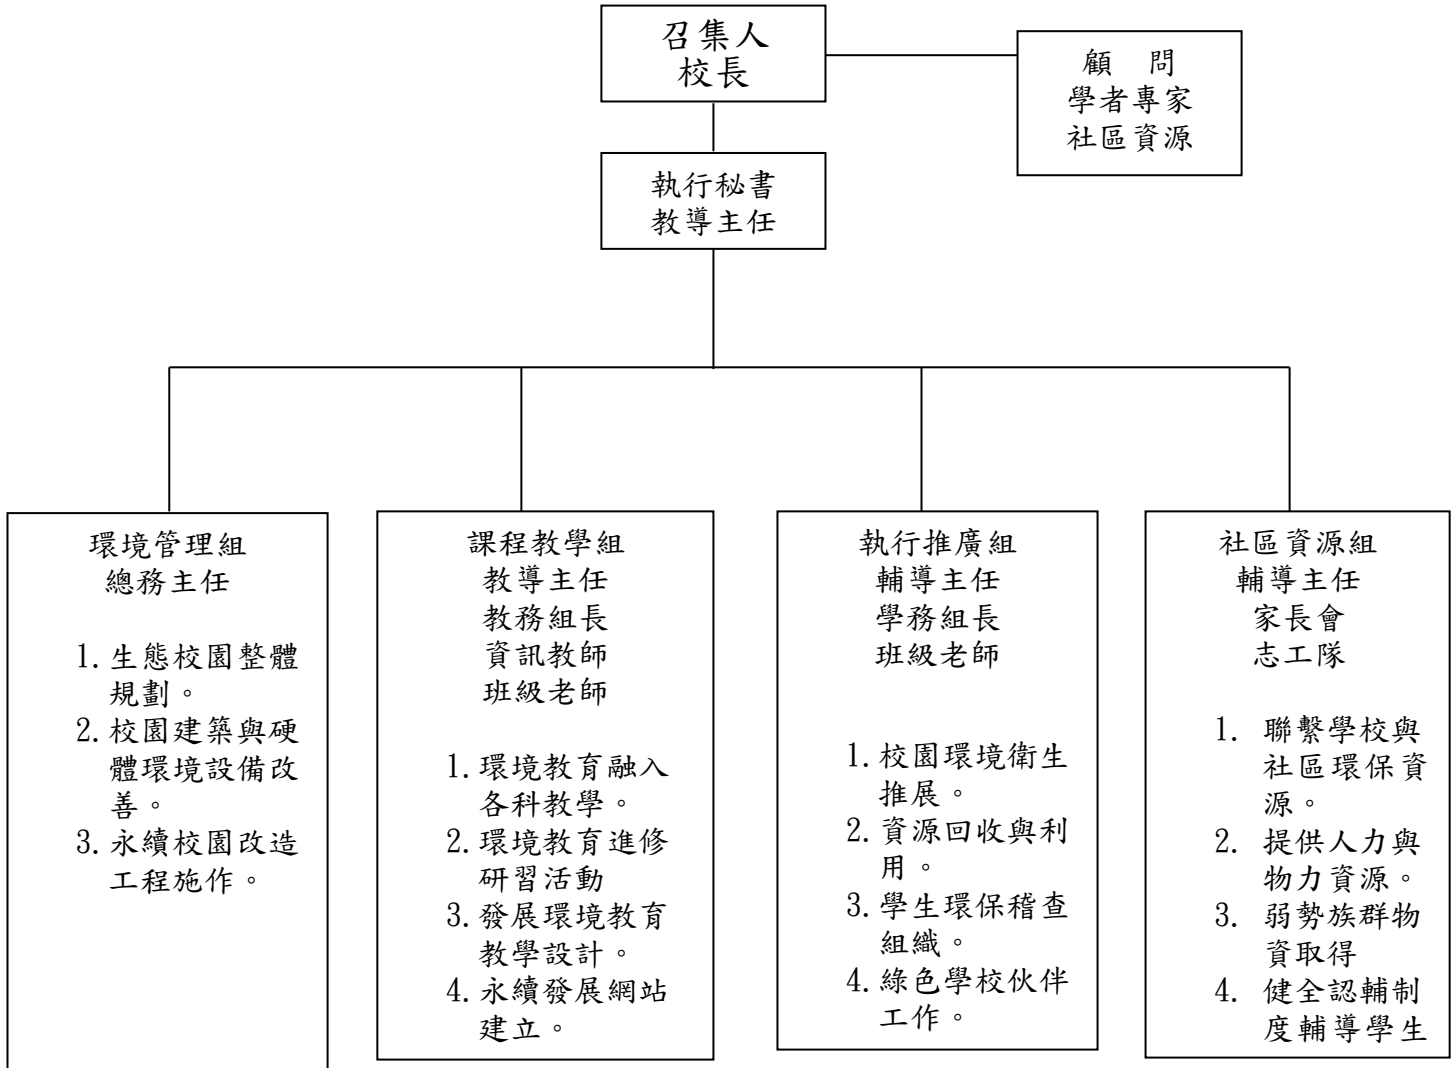 召集人
校長
顧　問
學者專家
社區資源
執行秘書
教導主任
環境管理組
總務主任
1.生態校園整體
規劃。
2.校園建築與硬
體環境設備改
善。
3.永續校園改造
工程施作。
課程教學組
教導主任
教務組長
資訊教師
班級老師
1.環境教育融入
各科教學。
2.環境教育進修
研習活動
3.發展環境教育
教學設計。
4.永續發展網站
建立。
執行推廣組
輔導主任
學務組長
班級老師
1.校園環境衛生
推展。
2.資源回收與利
用。
3.學生環保稽查
組織。
4.綠色學校伙伴
工作。
社區資源組
輔導主任
家長會
志工隊
1. 聯繫學校與
社區環保資
源。
2. 提供人力與
物力資源。
3. 弱勢族群物
資取得
4. 健全認輔制
度輔導學生